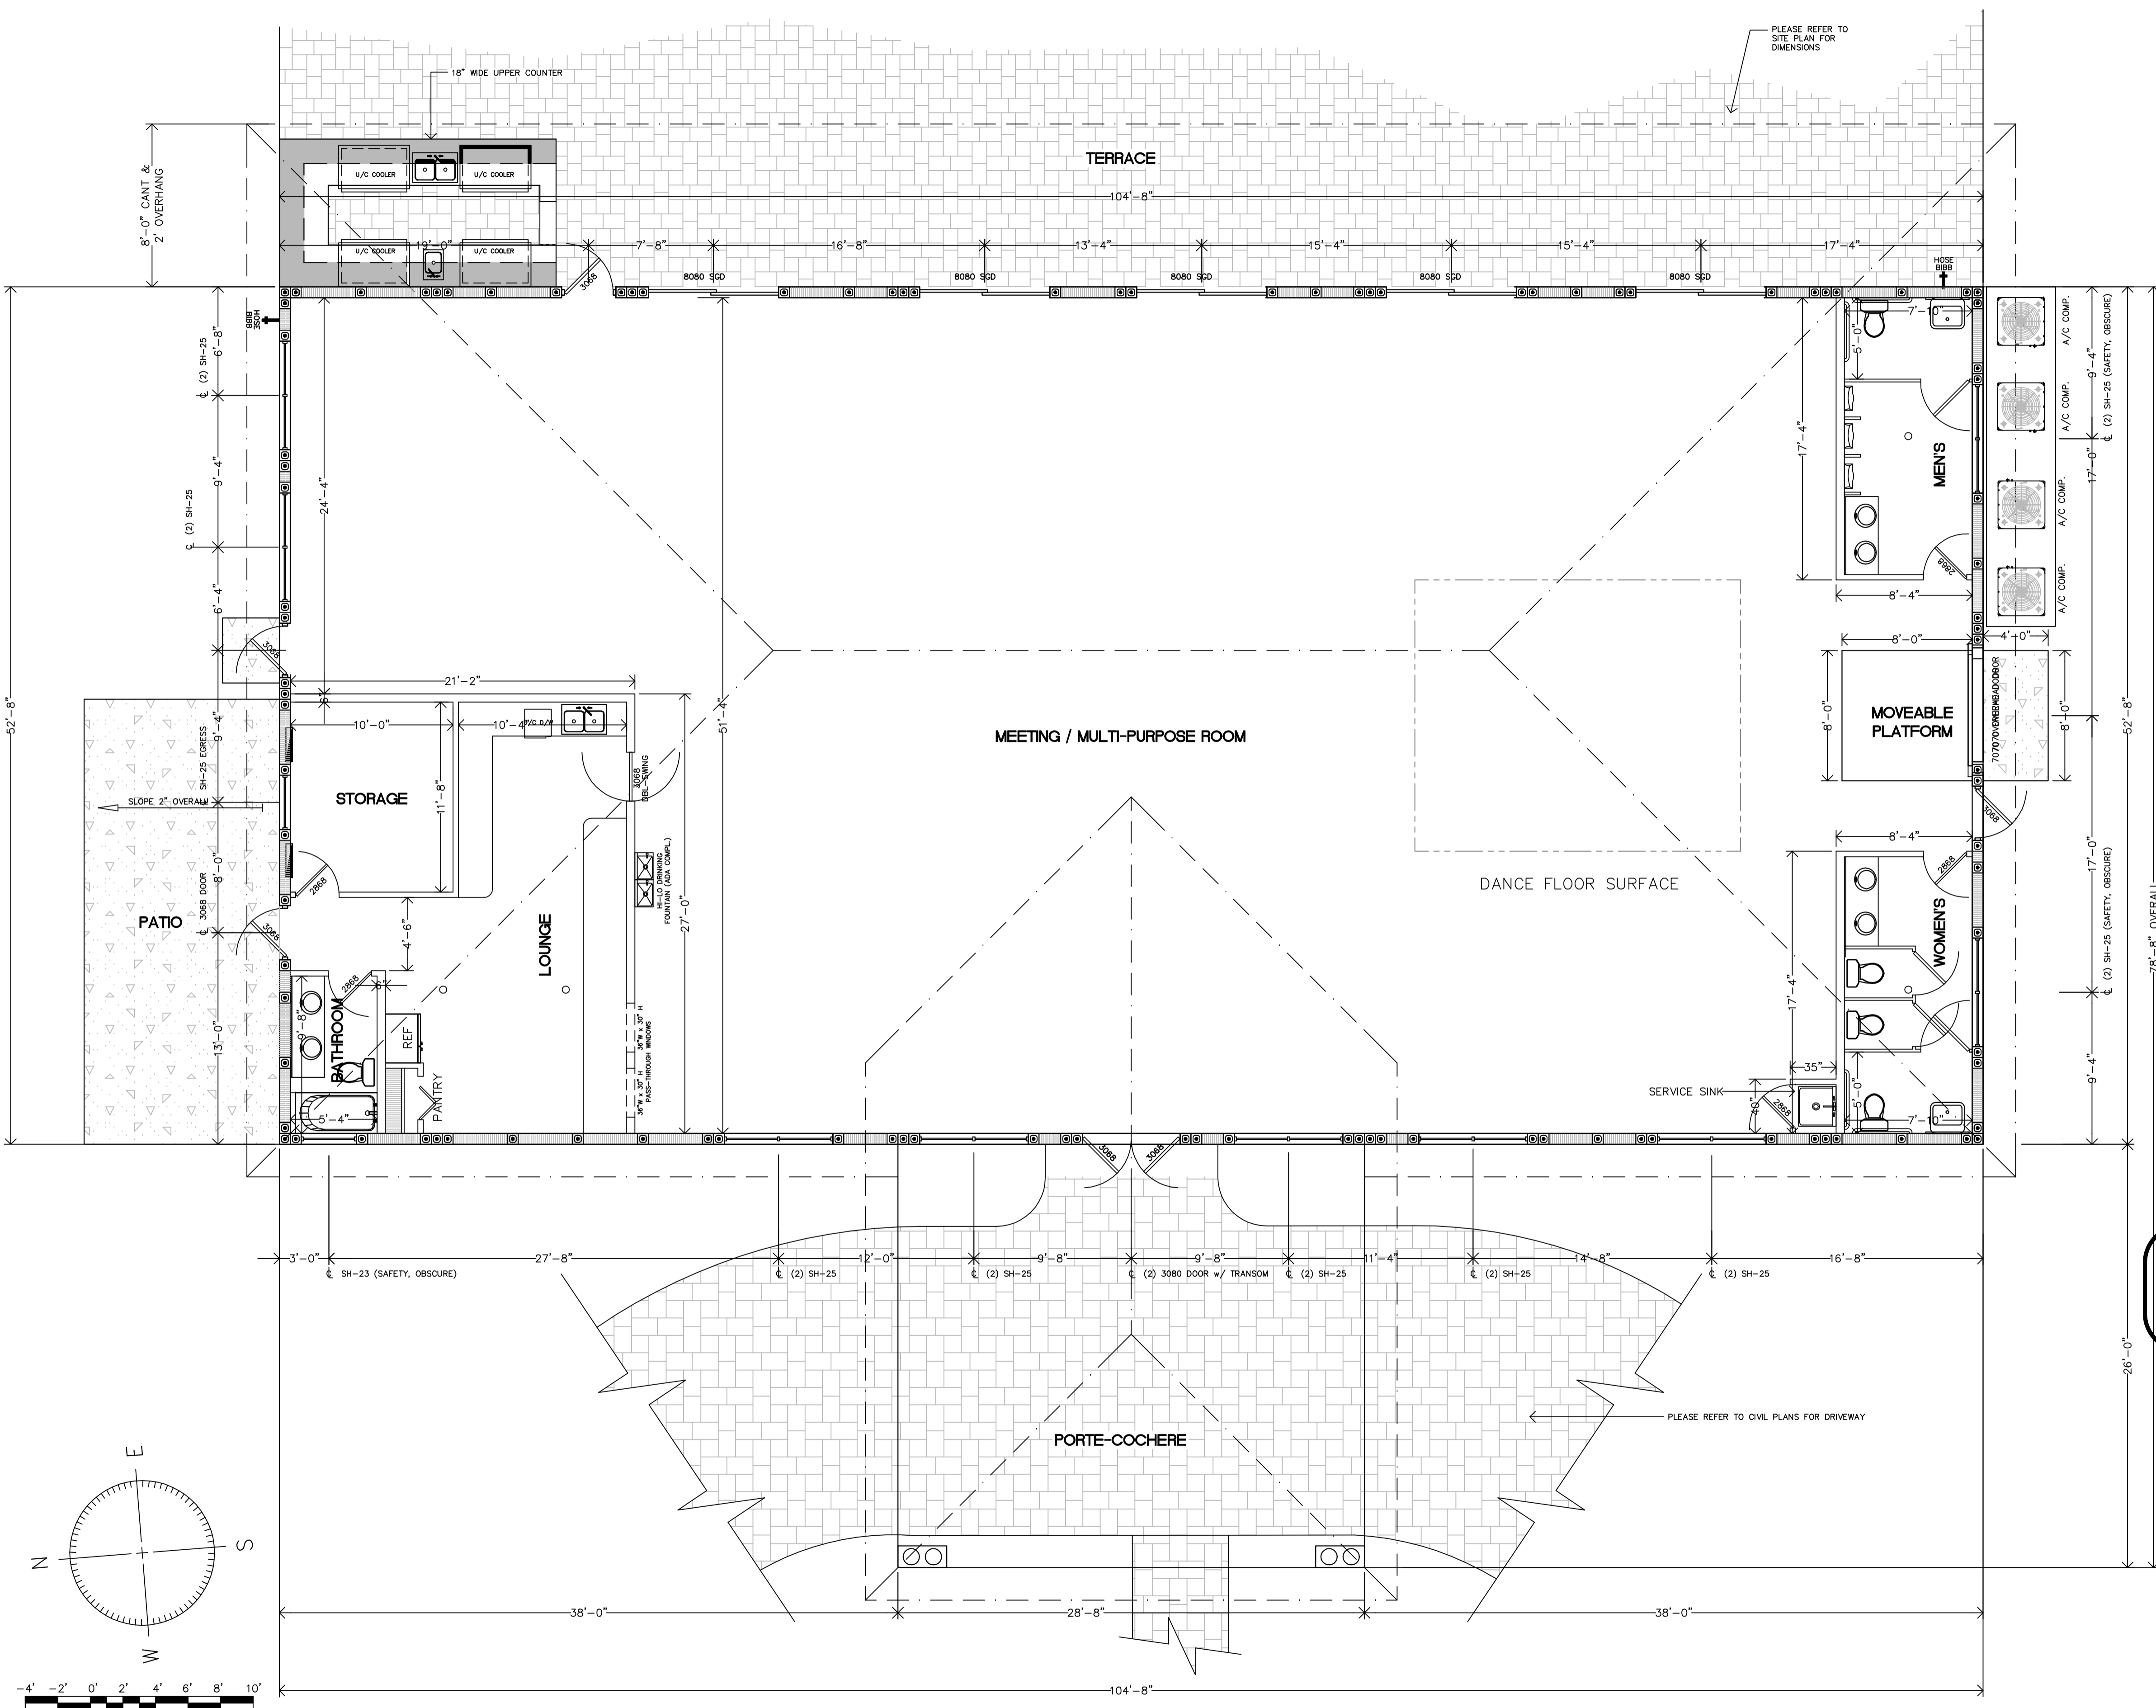 PLEASE REFER TO
SITE PLAN FOR
DIMENSIONS
18" WIDE UPPER COUNTER
8'-0" CANT &
2' OVERHANG
TERRACE
U/C COOLER
U/C COOLER
104'-8"
U/C COOLER
U/C COOLER
19'-0"
7'-8"
16'-8"
13'-4"
15'-4"
15'-4"
17'-4"
3068
8080 SGD
8080 SGD
8080 SGD
8080 SGD
8080 SGD
HOSE
BIBB
HOSE
BIBB
6'-8"
℄ (2) SH-25
9'-4"
℄ (2) SH-25
6'-4"
24'-4"
3068
52'-8"
21'-2"
6"
51'-4"
17'-4"
5'-0"
7'-10"
MEN'S
2868
8'-4"
A/C COMP.
A/C COMP.
A/C COMP.
A/C COMP.
9'-4"
℄ (2) SH-25 (SAFETY, OBSCURE)
17'-0"
8'-0"
4'-0"
8'-0"
MOVEABLE
PLATFORM
8'-0"
3068
52'-8"
78'-8" OVERALL
10'-0"
10'-4"
U/C D/W
9'-4"
℄ SH-25 EGRESS
SLOPE 2" OVERALL
STORAGE
11'-8"
3068
DBL-SWING
MEETING / MULTI-PURPOSE ROOM
DANCE FLOOR SURFACE
8'-0"
℄ 3068 DOOR
PATIO
2868
3068
4'-6"
LOUNGE
HI-LO DRINKING
FOUNTAIN (ADA COMPL.)
27'-0"
13'-0"
2868
6"
9'-8"
BATHROOM
REF
PANTRY
5'-4"
36"W x 30" H
36"W x 30" H
PASS-THROUGH WINDOWS
8'-4"
2868
WOMEN'S
17'-4"
17'-0"
℄ (2) SH-25 (SAFETY, OBSCURE)
9'-4"
35"
SERVICE SINK
40"
2868
5'-0"
7'-10"
3068
3068
3'-0"
27'-8"
12'-0"
9'-8"
9'-8"
11'-4"
14'-8"
16'-8"
℄ SH-23 (SAFETY, OBSCURE)
℄ (2) SH-25
℄ (2) SH-25
℄ (2) 3080 DOOR w/ TRANSOM
℄ (2) SH-25
℄ (2) SH-25
℄ (2) SH-25
26'-0"
PLEASE REFER TO CIVIL PLANS FOR DRIVEWAY
PORTE-COCHERE
E
N
S
W
38'-0"
28'-8"
38'-0"
-4' -2' 0' 2' 4' 6' 8' 10'
104'-8"